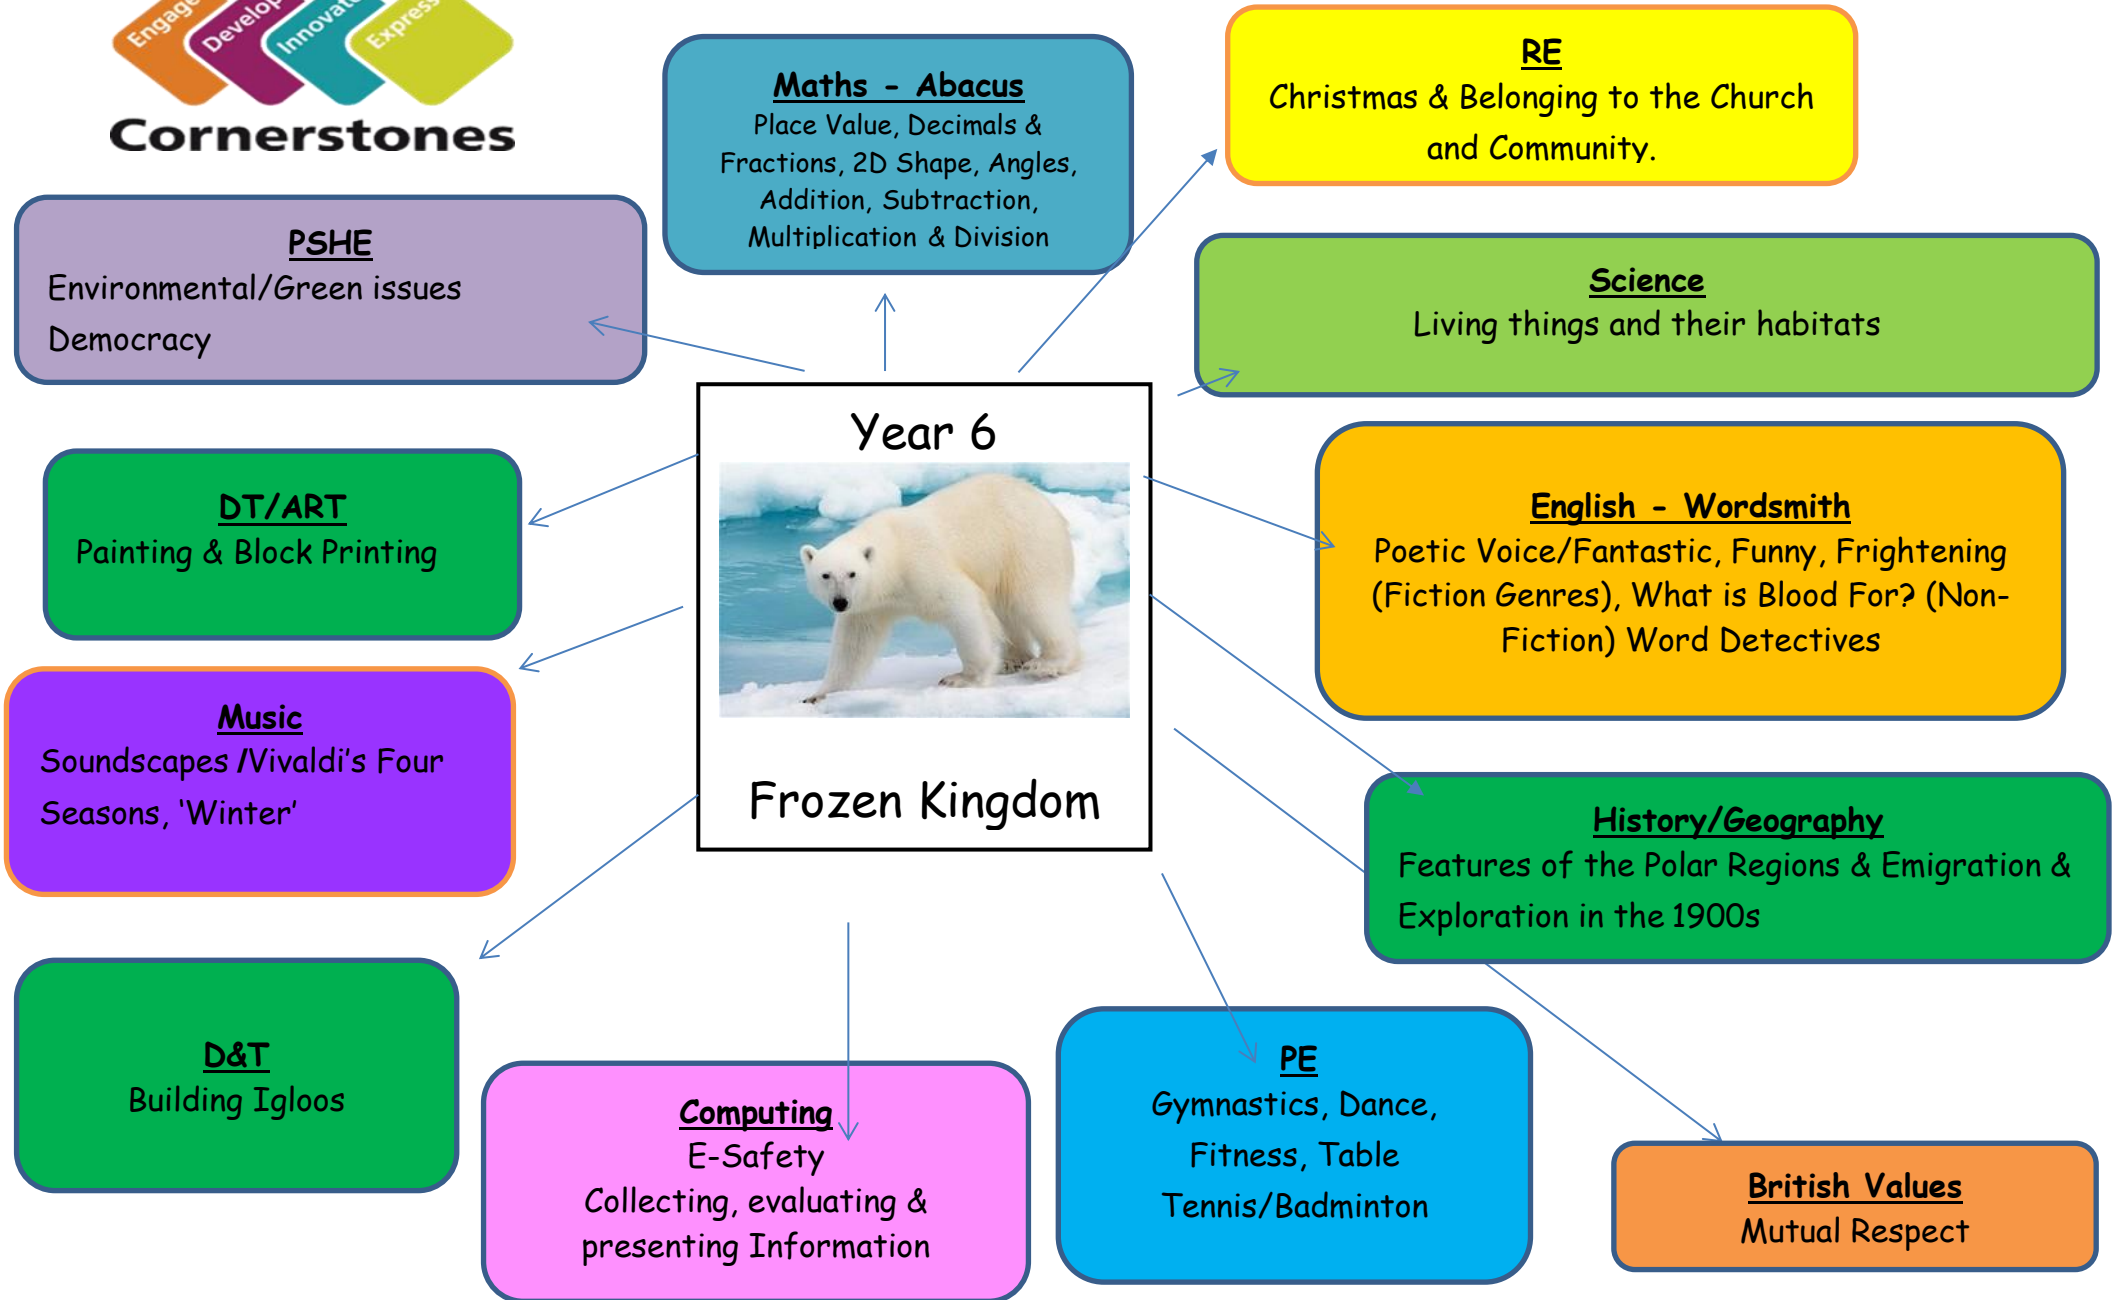 Engage
Develop
Innovate
Express
Cornerstones
Maths - Abacus
Place Value, Decimals &
Fractions, 2D Shape, Angles,
Addition, Subtraction,
Multiplication & Division
RE
Christmas & Belonging to the Church
and Community.
PSHE
Environmental/Green issues
Democracy
Science
Living things and their habitats
Year 6
Frozen Kingdom
DT/ART
Painting & Block Printing
English - Wordsmith
Poetic Voice/Fantastic, Funny, Frightening
(Fiction Genres), What is Blood For? (Non-
Fiction) Word Detectives
Music
Soundscapes /Vivaldi's Four
Seasons, 'Winter'
History/Geography
Features of the Polar Regions & Emigration &
Exploration in the 1900s
D&T
Building Igloos
Computing
E-Safety
Collecting, evaluating &
presenting Information
PE
Gymnastics, Dance,
Fitness, Table
Tennis/Badminton
British Values
Mutual Respect